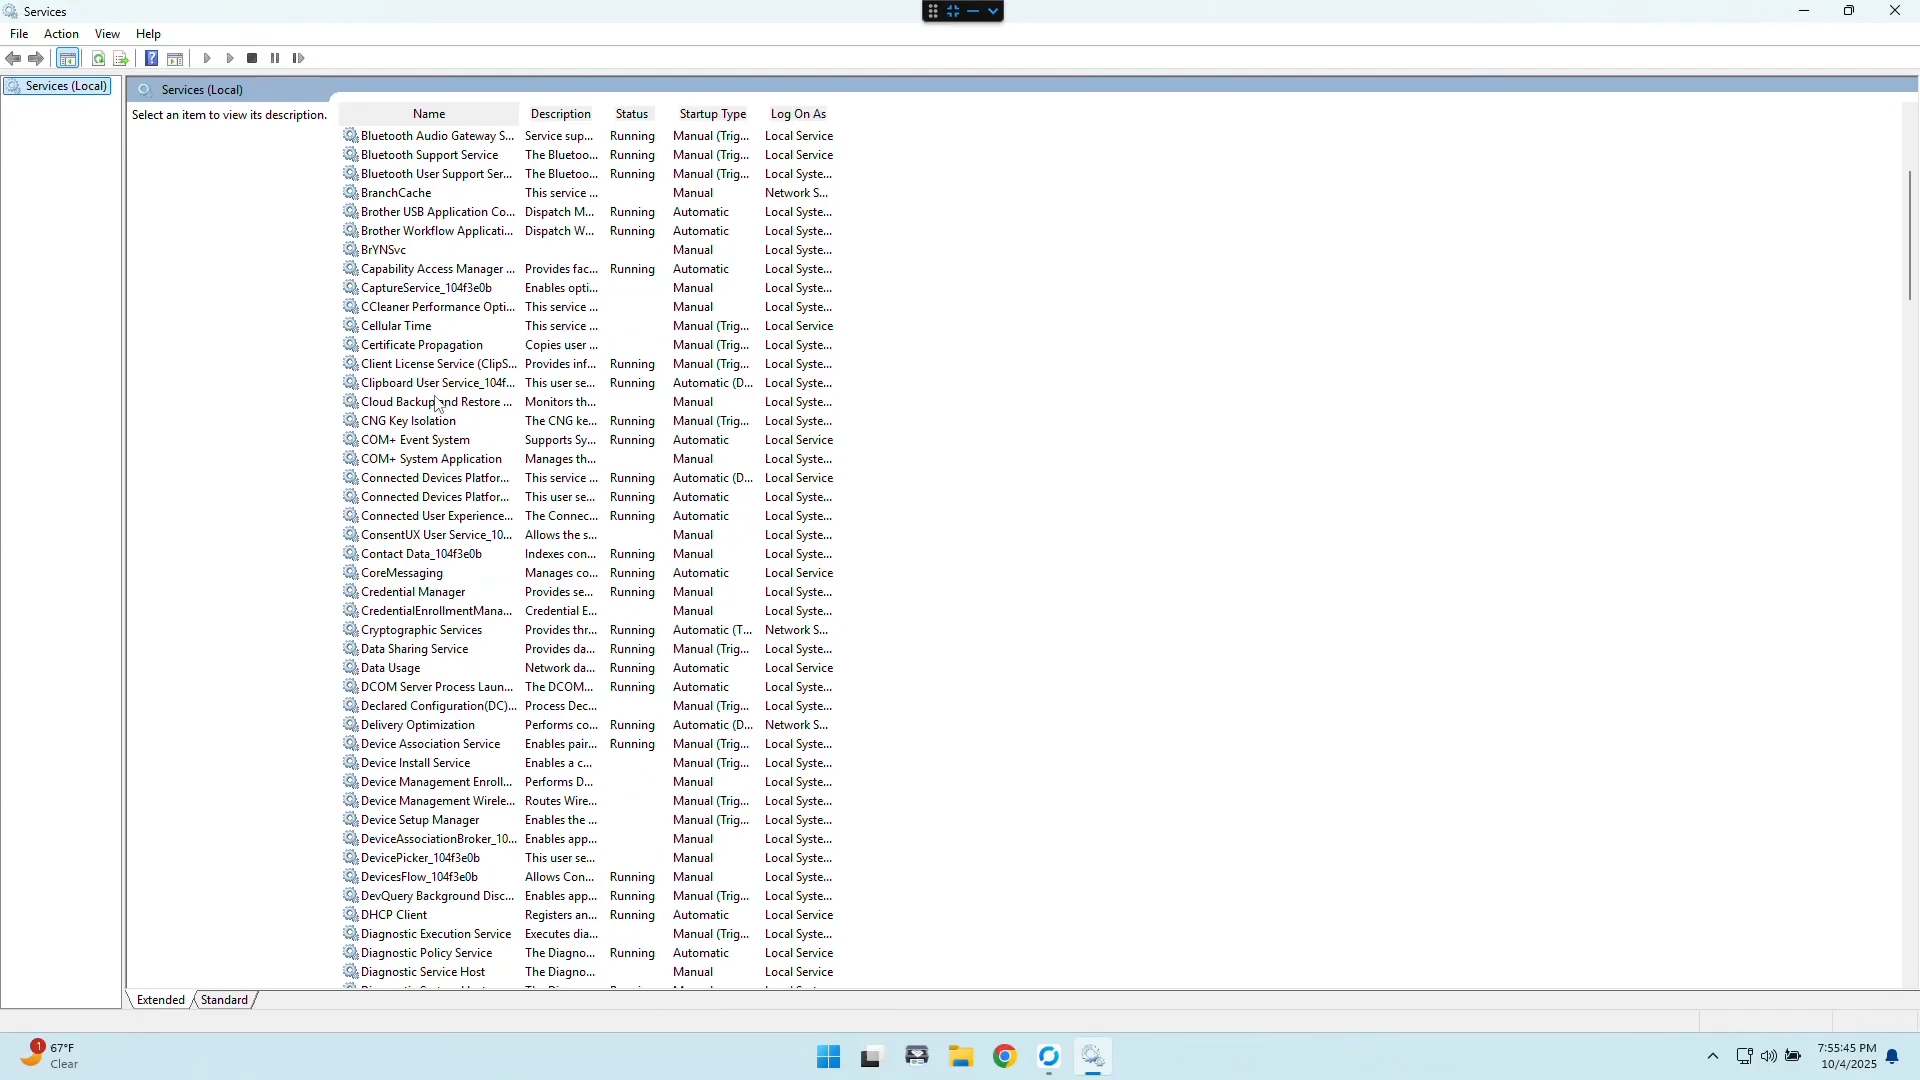 Services
File Action View Help
Services (Local)
Services (Local)
Select an item to view its description.
Name Description Status Startup Type Log On As
Bluetooth Audio Gateway S... Service sup... Running Manual (Trig... Local Service
Bluetooth Support Service The Bluetoo... Running Manual (Trig... Local Service
Bluetooth User Support Ser... The Bluetoo... Running Manual (Trig... Local Syste...
BranchCache This service ... Manual Network S...
Brother USB Application Co... Dispatch M... Running Automatic Local Syste...
Brother Workflow Applicati... Dispatch W... Running Automatic Local Syste...
BrYNSvc Manual Local Syste...
Capability Access Manager ... Provides fac... Running Automatic Local Syste...
CaptureService_104f3e0b Enables opti... Manual Local Syste...
CCleaner Performance Opti... This service ... Manual Local Syste...
Cellular Time This service ... Manual (Trig... Local Service
Certificate Propagation Copies user ... Manual (Trig... Local Syste...
Client License Service (ClipS... Provides inf... Running Manual (Trig... Local Syste...
Clipboard User Service_104f... This user se... Running Automatic (D... Local Syste...
Cloud Backup and Restore ... Monitors th... Manual Local Syste...
CNG Key Isolation The CNG ke... Running Manual (Trig... Local Syste...
COM+ Event System Supports Sy... Running Automatic Local Service
COM+ System Application Manages th... Manual Local Syste...
Connected Devices Platfor... This service ... Running Automatic (D... Local Service
Connected Devices Platfor... This user se... Running Automatic Local Syste...
Connected User Experience... The Connec... Running Automatic Local Syste...
ConsentUX User Service_10... Allows the s... Manual Local Syste...
Contact Data_104f3e0b Indexes con... Running Manual Local Syste...
CoreMessaging Manages co... Running Automatic Local Service
Credential Manager Provides se... Running Manual Local Syste...
CredentialEnrollmentMana... Credential E... Manual Local Syste...
Cryptographic Services Provides thr... Running Automatic (T... Network S...
Data Sharing Service Provides da... Running Manual (Trig... Local Syste...
Data Usage Network da... Running Automatic Local Service
DCOM Server Process Laun... The DCOM... Running Automatic Local Syste...
Declared Configuration(DC)... Process Dec... Manual (Trig... Local Syste...
Delivery Optimization Performs co... Running Automatic (D... Network S...
Device Association Service Enables pair... Running Manual (Trig... Local Syste...
Device Install Service Enables a c... Manual (Trig... Local Syste...
Device Management Enroll... Performs D... Manual Local Syste...
Device Management Wirele... Routes Wire... Manual (Trig... Local Syste...
Device Setup Manager Enables the ... Manual (Trig... Local Syste...
DeviceAssociationBroker_10... Enables app... Manual Local Syste...
DevicePicker_104f3e0b This user se... Manual Local Syste...
DevicesFlow_104f3e0b Allows Con... Running Manual Local Syste...
DevQuery Background Disc... Enables app... Running Manual (Trig... Local Syste...
DHCP Client Registers an... Running Automatic Local Service
Diagnostic Execution Service Executes dia... Manual (Trig... Local Syste...
Diagnostic Policy Service The Diagno... Running Automatic Local Service
Diagnostic Service Host The Diagno... Manual Local Service
Extended Standard
1 67°F
Clear
7:55:45 PM
10/4/2025